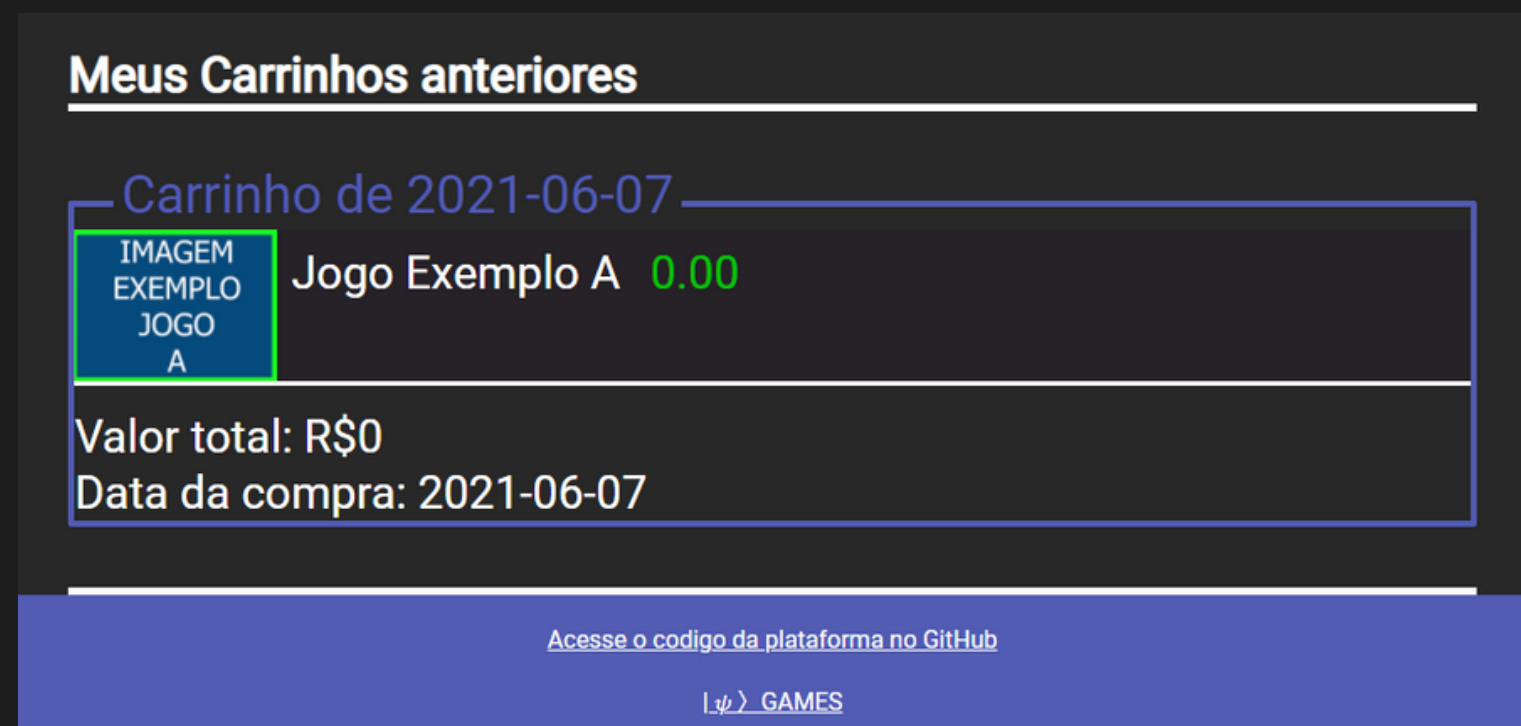 Meus Carrinhos anteriores
Carrinho de 2021-06-07
IMAGEM
EXEMPLO
JOGO
A
Jogo Exemplo A 0.00
Valor total: R$0
Data da compra: 2021-06-07
Acesse o codigo da plataforma no GitHub
|ψ〉 GAMES